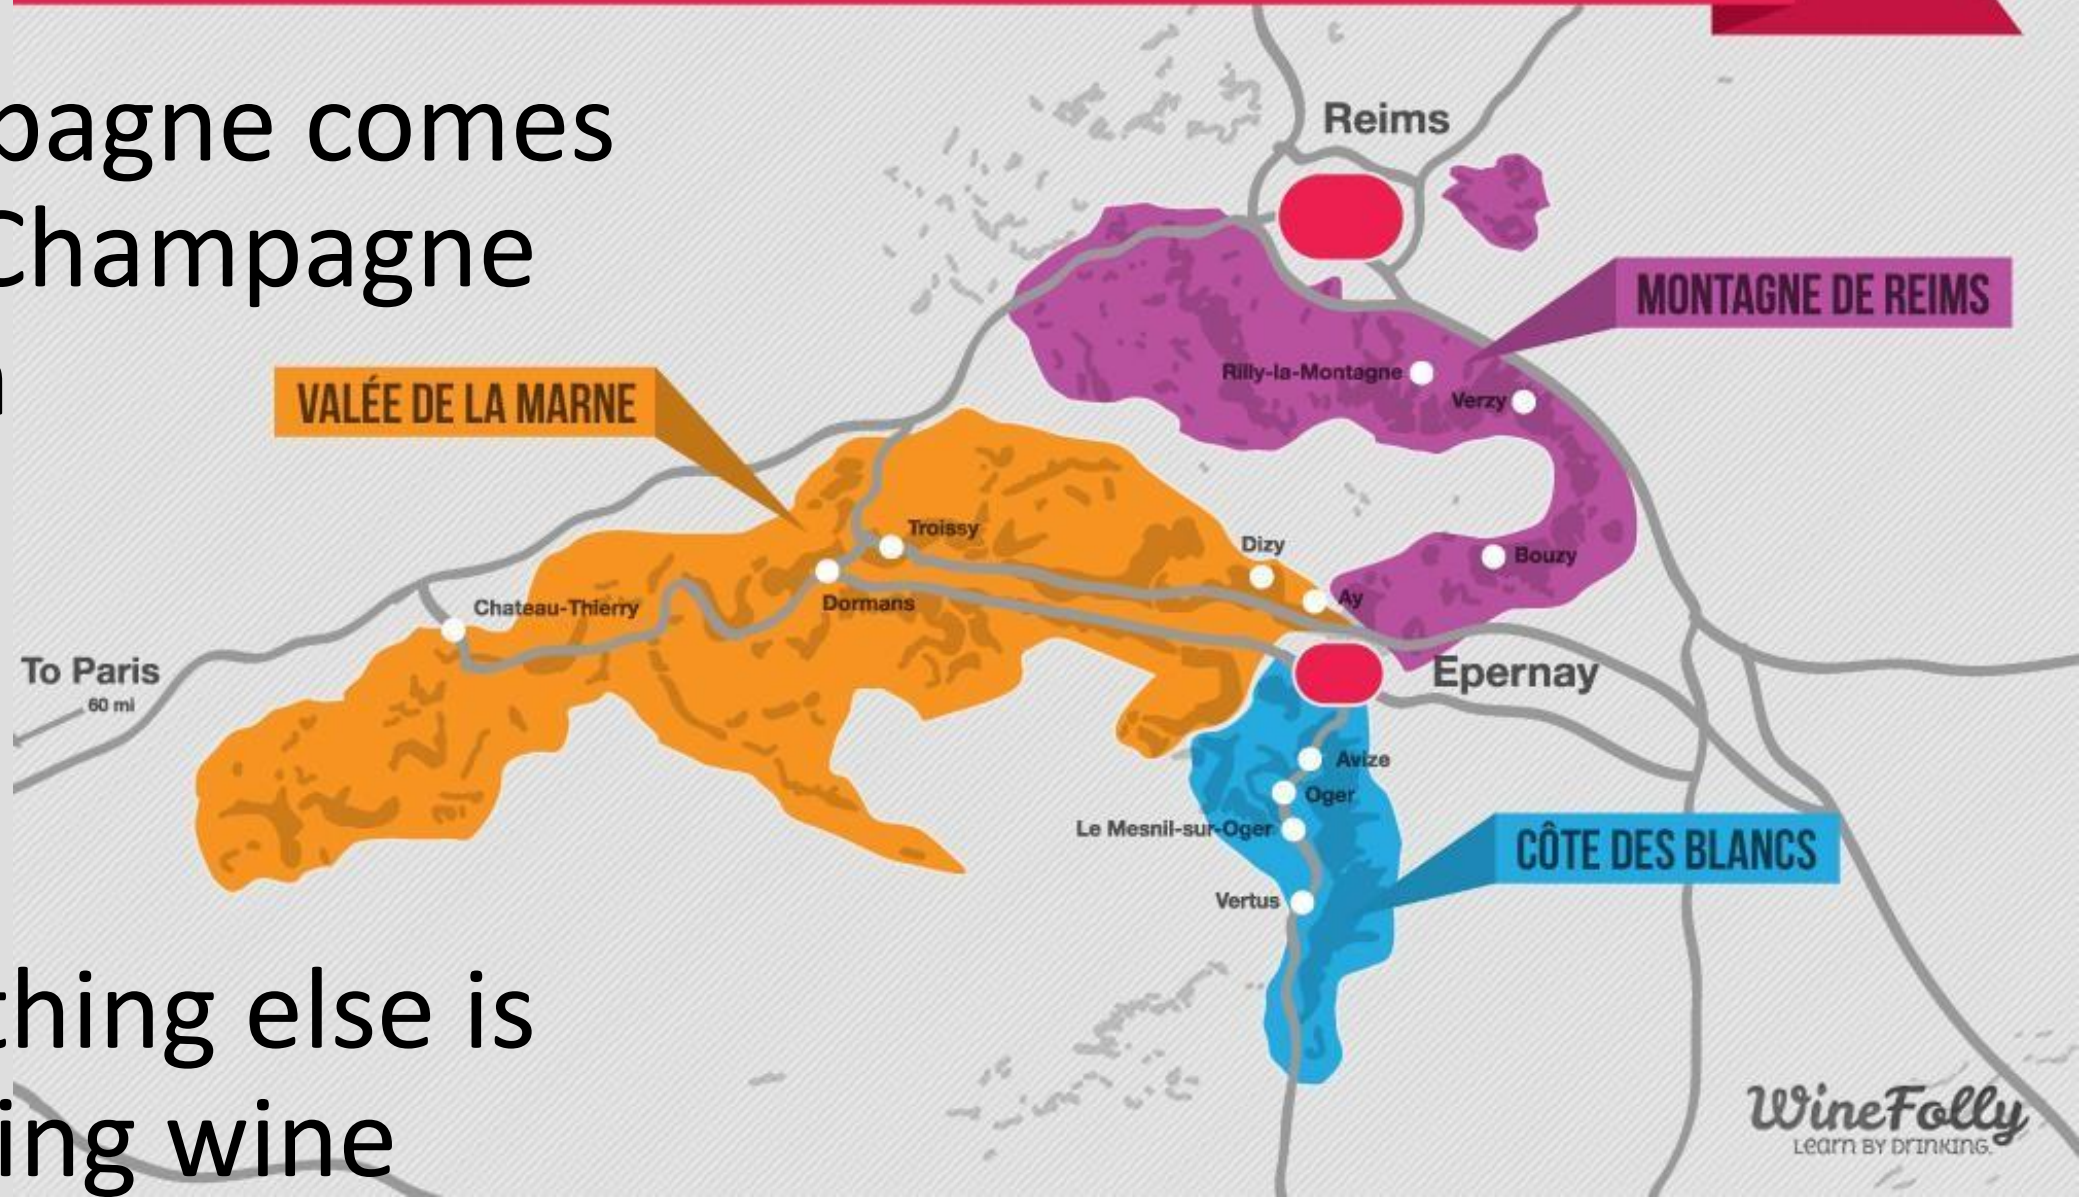 pagne comes
Champagne
Reims
MONTAGNE DE REIMS
VALÉE DE LA MARNE
Rilly-la-Montagne
Verzy
Troissy
Dizy
Bouzy
Ay
Chateau-Thierry
Dormans
To Paris
60 mi
Epernay
Avize
Oger
Le Mesnil-sur-Oger
CÔTE DES BLANCS
Vertus
thing else is
ing wine
WineFolly
LEARN BY DRINKING.